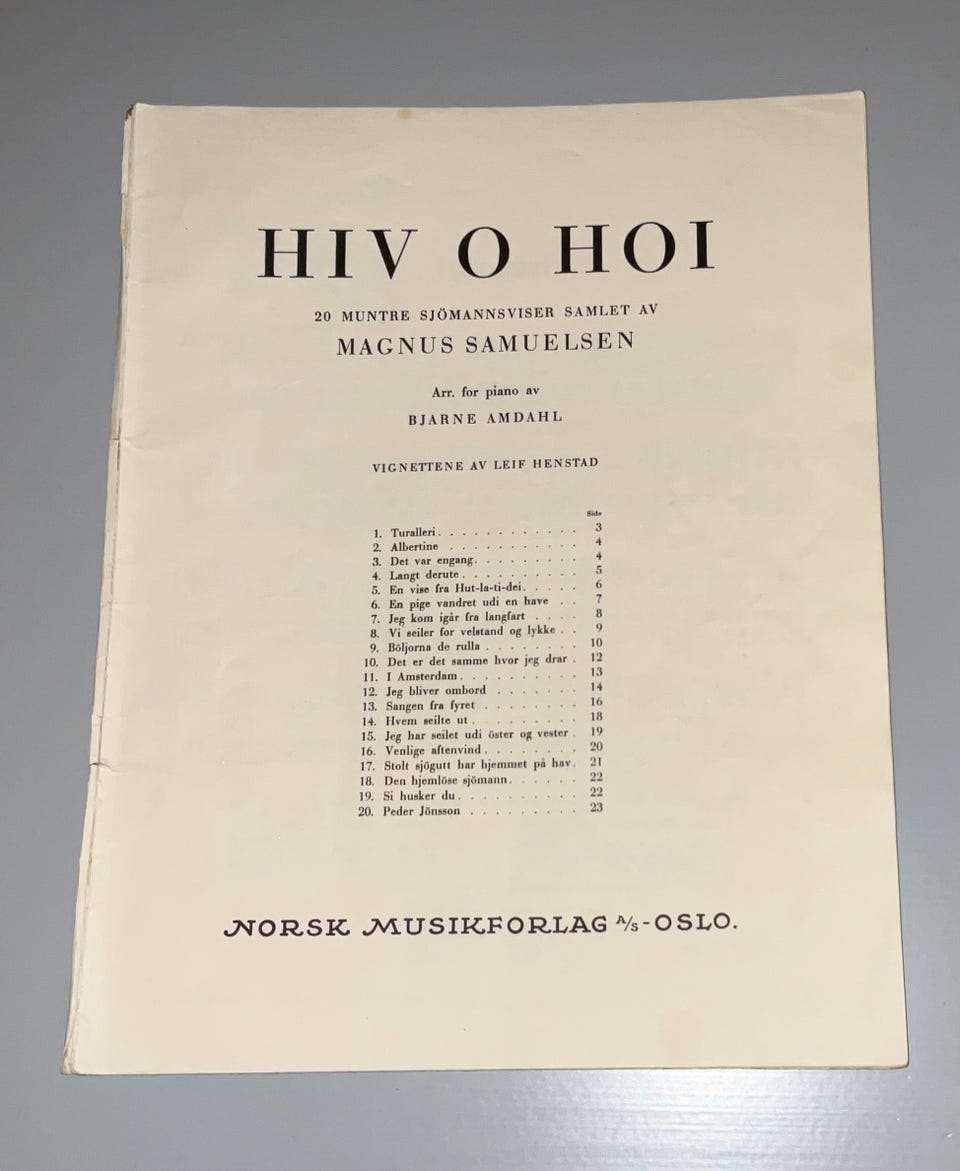 HIV O HOI
20 MUNTRE SJÖMANNSVISER SAMLET AV
MAGNUS SAMUELSEN
Arr. for piano av
BJARNE AMDAHL
VIGNETTENE AV LEIF HENSTAD
Side
1. Turalleri . . . . . . . . . . . . 3
2. Albertine . . . . . . . . . . . 4
3. Det var engang. . . . . . . . . 4
4. Langt derute . . . . . . . . . . 5
5. En vise fra Hut-la-ti-dei. . . . . 6
6. En pige vandret udi en have . . 7
7. Jeg kom igår fra langfart . . . . 8
8. Vi seiler for velstand og lykke . . 9
9. Böljorna de rulla . . . . . . . . 10
10. Det er det samme hvor jeg drar . 12
11. I Amsterdam . . . . . . . . . . 13
12. Jeg bliver ombord . . . . . . . 14
13. Sangen fra fyret . . . . . . . . 16
14. Hvem seilte ut . . . . . . . . . 18
15. Jeg har seilet udi öster og vester . 19
16. Venlige aftenvind . . . . . . . . 20
17. Stolt sjögutt har hjemmet på hav. 21
18. Den hjemlöse sjömann. . . . . . 22
19. Si husker du. . . . . . . . . . 22
20. Peder Jönsson . . . . . . . . . 23
NORSK MUSIKFORLAG A/S - OSLO.